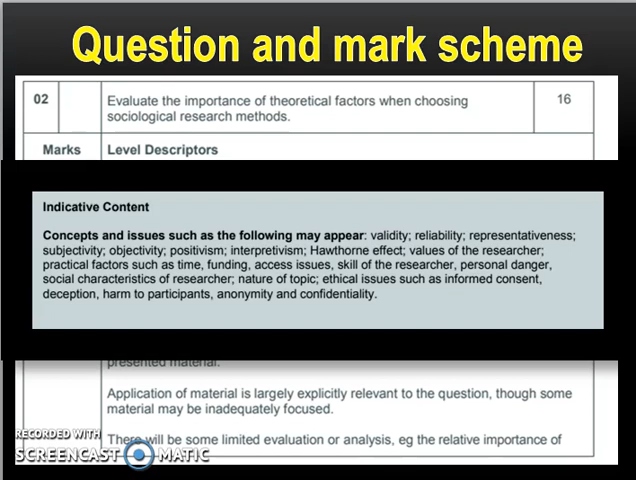 Question and mark scheme
02 Evaluate the importance of theoretical factors when choosing 16
sociological research methods.
Marks Level Descriptors
Indicative Content
Concepts and issues such as the following may appear: validity; reliability; representativeness;
subjectivity; objectivity; positivism; interpretivism; Hawthorne effect; values of the researcher;
practical factors such as time, funding, access issues, skill of the researcher, personal danger,
social characteristics of researcher; nature of topic; ethical issues such as informed consent,
deception, harm to participants, anonymity and confidentiality.
presented material.
Application of material is largely explicitly relevant to the question, though some
material may be inadequately focused.
There will be some limited evaluation or analysis, eg the relative importance of
RECORDED WITH
SCREENCAST MATIC